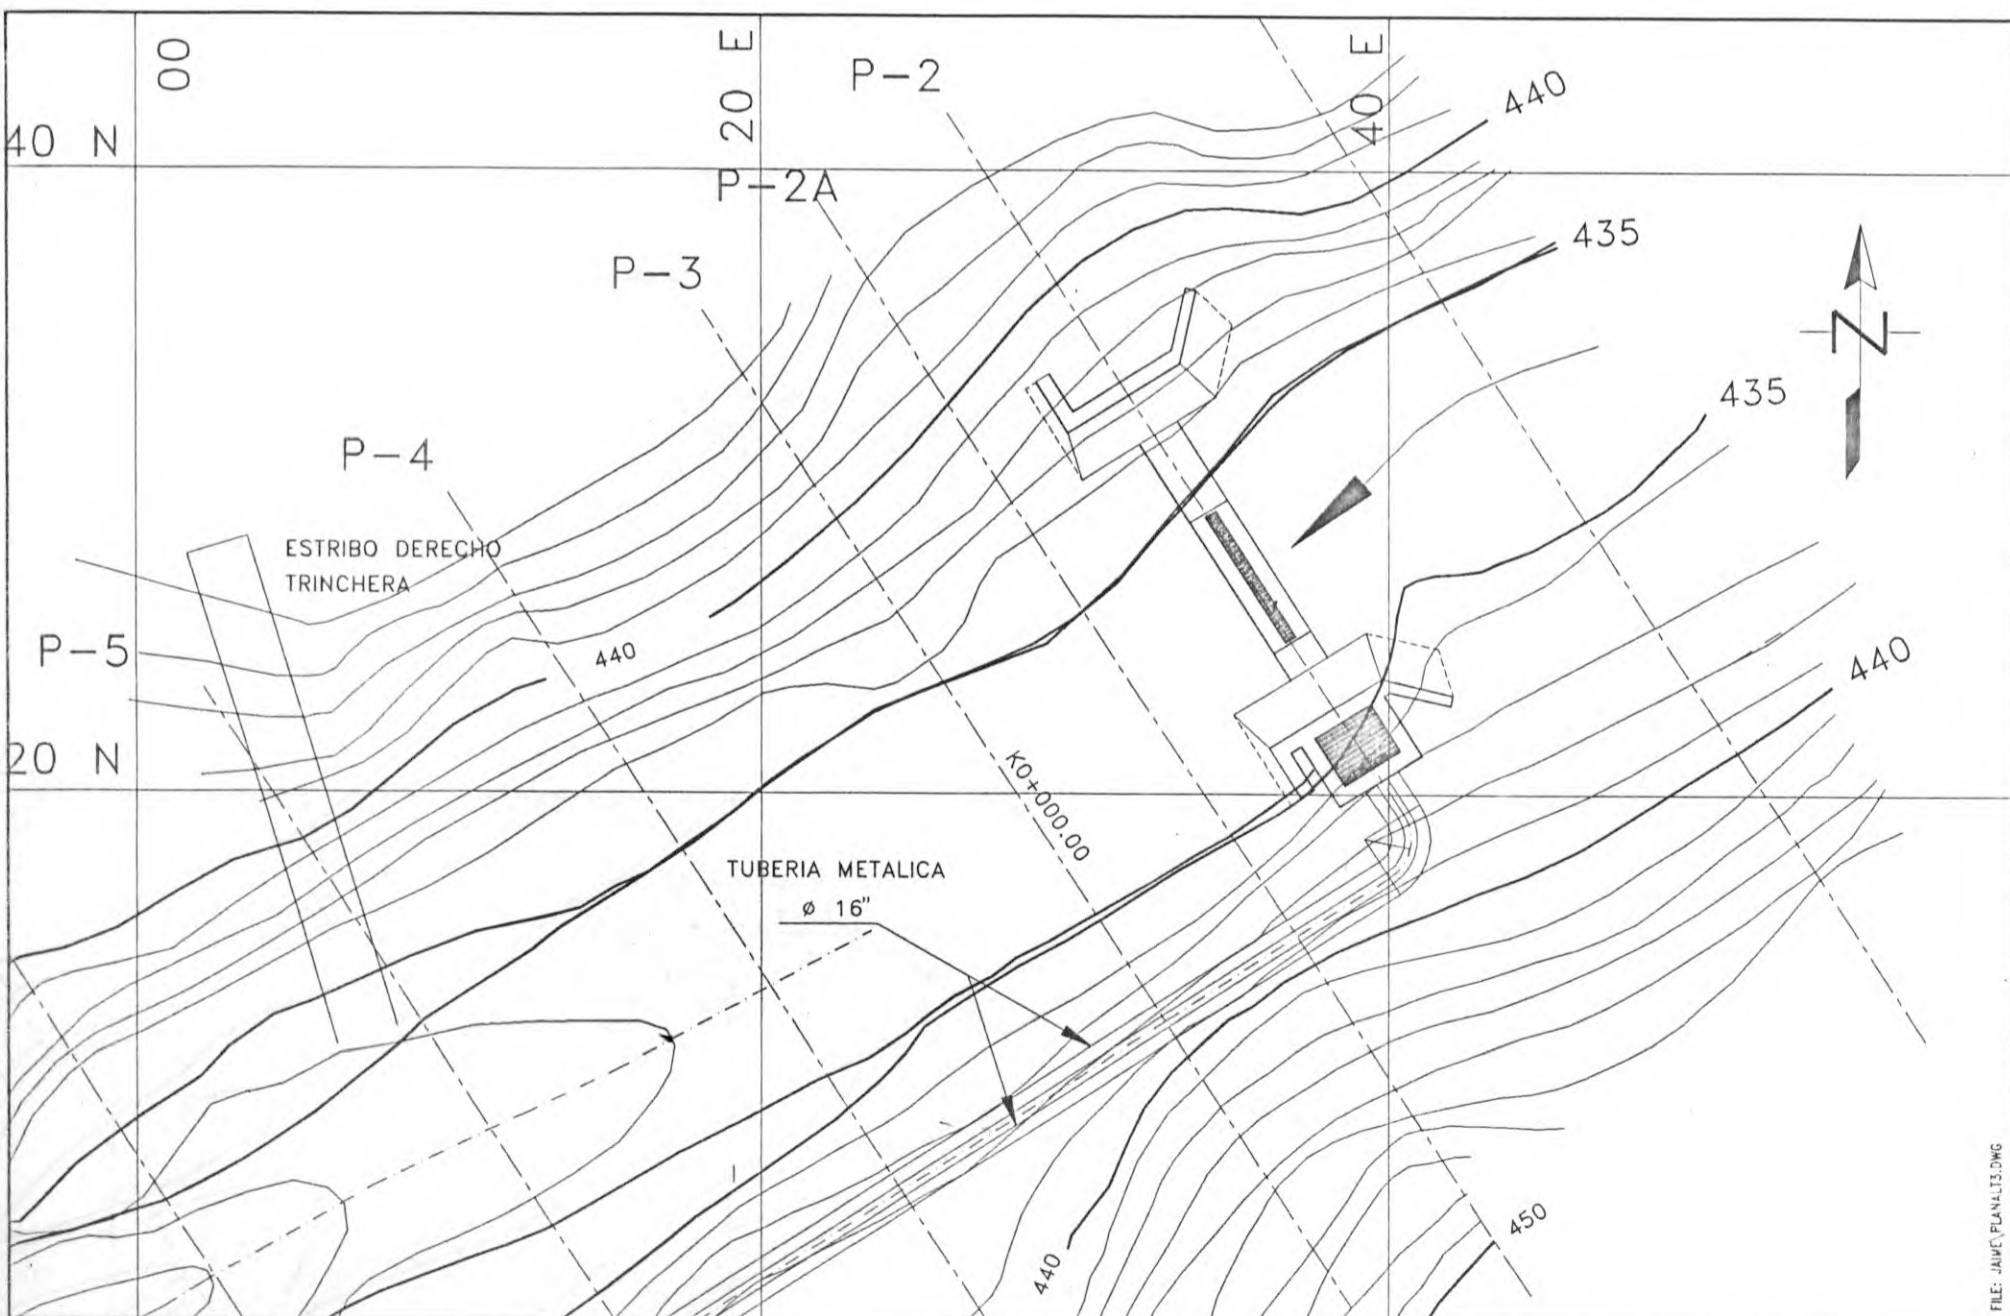 00
20 E
40 E
P-2
440
40 N
P-2A
435
P-3
435
P-4
ESTRIBO DERECHO
TRINCHERA
P-5
440
440
20 N
K0+000.00
TUBERIA METALICA
ø 16"
N
450
440
FILE: JAIME\PLANALT3.DWG